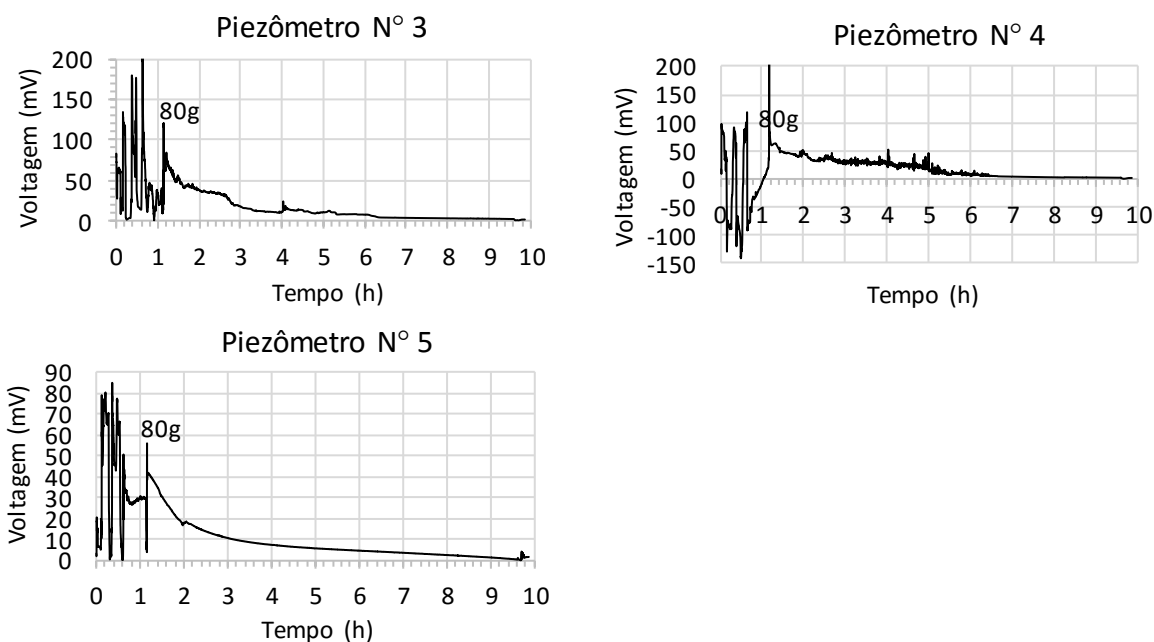 Piezômetro N° 3
Voltagem (mV)
200
150
100
50
0
80g
0 1 2 3 4 5 6 7 8 9 10
Tempo (h)
Piezômetro N° 4
Voltagem (mV)
200
150
100
50
0
-50
-100
-150
80g
0 1 2 3 4 5 6 7 8 9 10
Tempo (h)
Piezômetro N° 5
Voltagem (mV)
90
80
70
60
50
40
30
20
10
0
80g
0 1 2 3 4 5 6 7 8 9 10
Tempo (h)